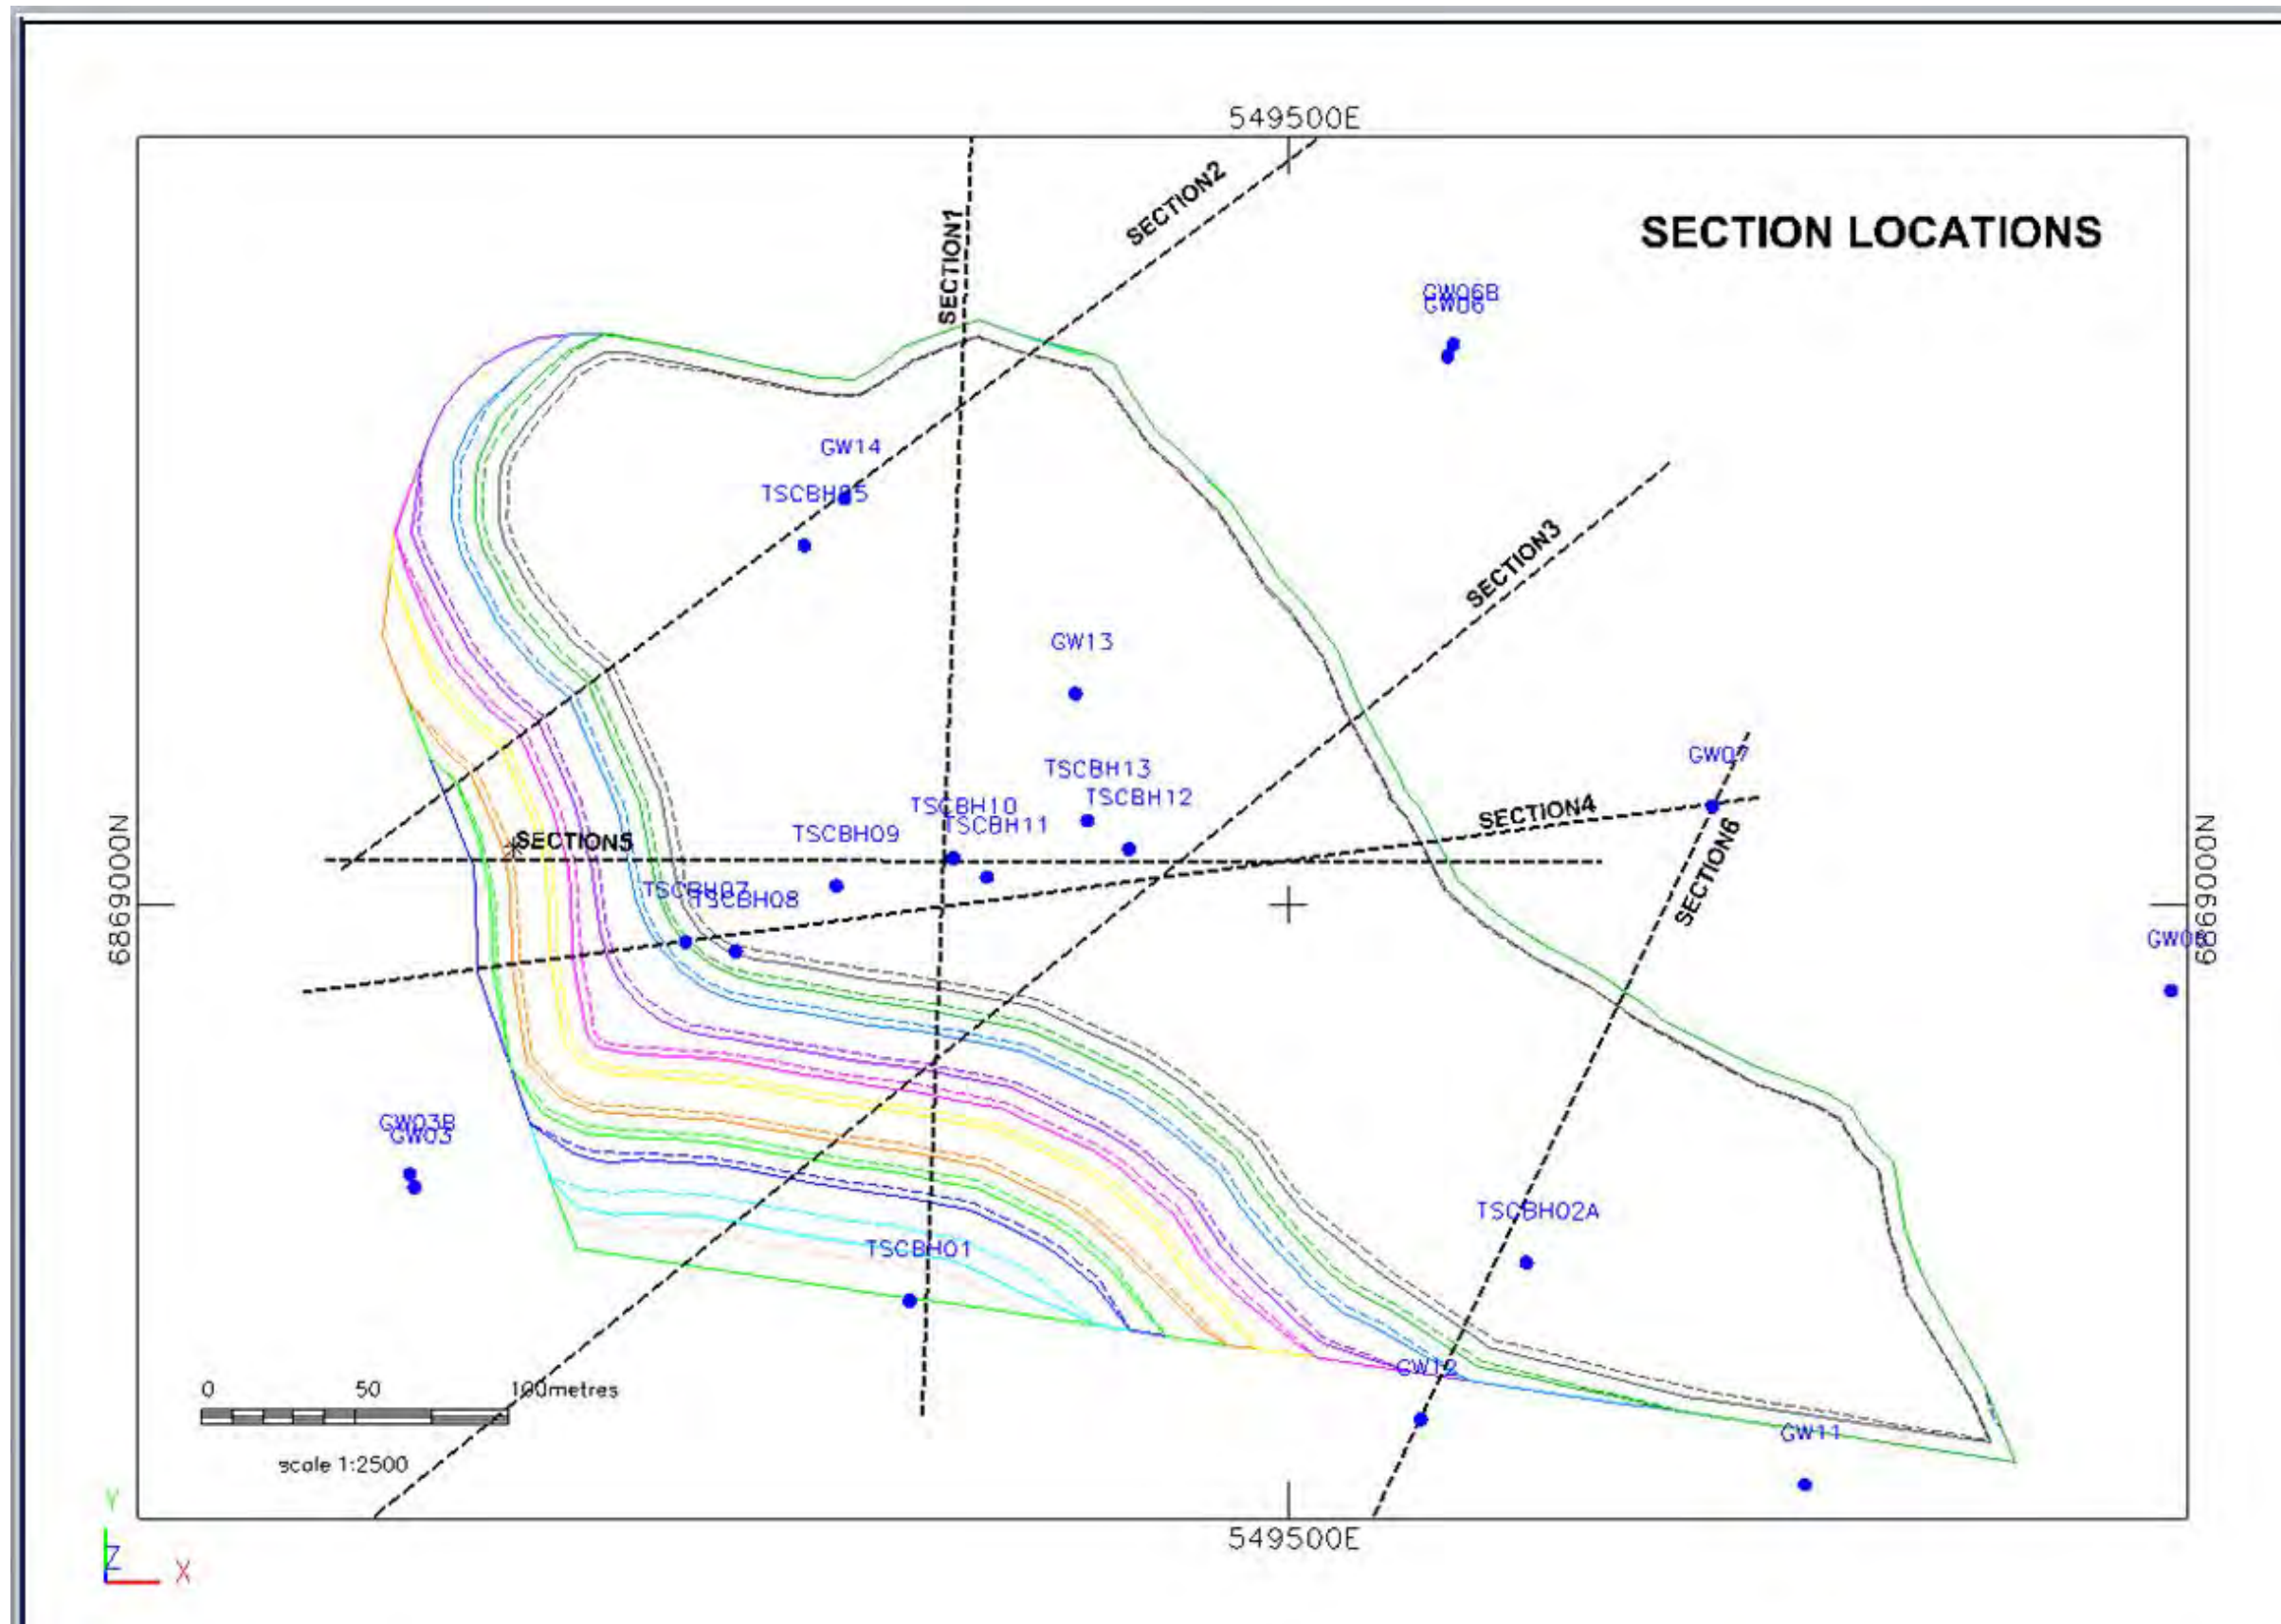 549500E
SECTION LOCATIONS
SECTION1
SECTION2
GW06B
GW06
GW14
TSCBH05
SECTION3
GW13
GW07
TSCBH13
TSCBH12
TSCBH10
TSCBH11
TSCBH09
SECTION4
SECTION5
SECTION6
6869000N
6869000N
TSCBH07
TSCBH08
GW03B
GW03
TSCBH02A
TSCBH01
GW12
GW11
0 50 100metres
scale 1:2500
549500E
Y
Z
X